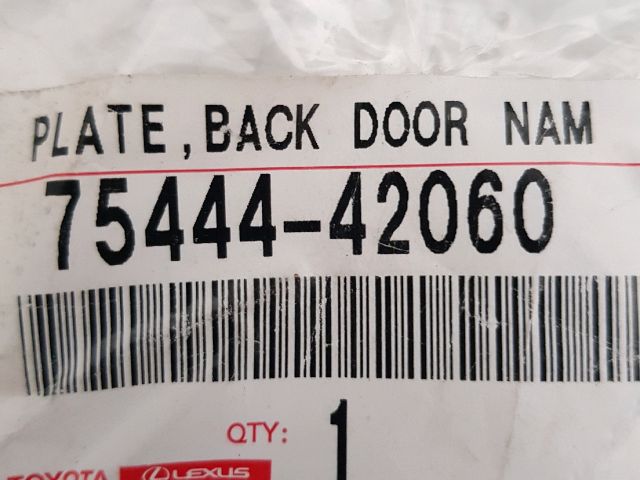 PLATE,BACK DOOR NAM
75444-42060
QTY: 1
TOYOTA LEXUS